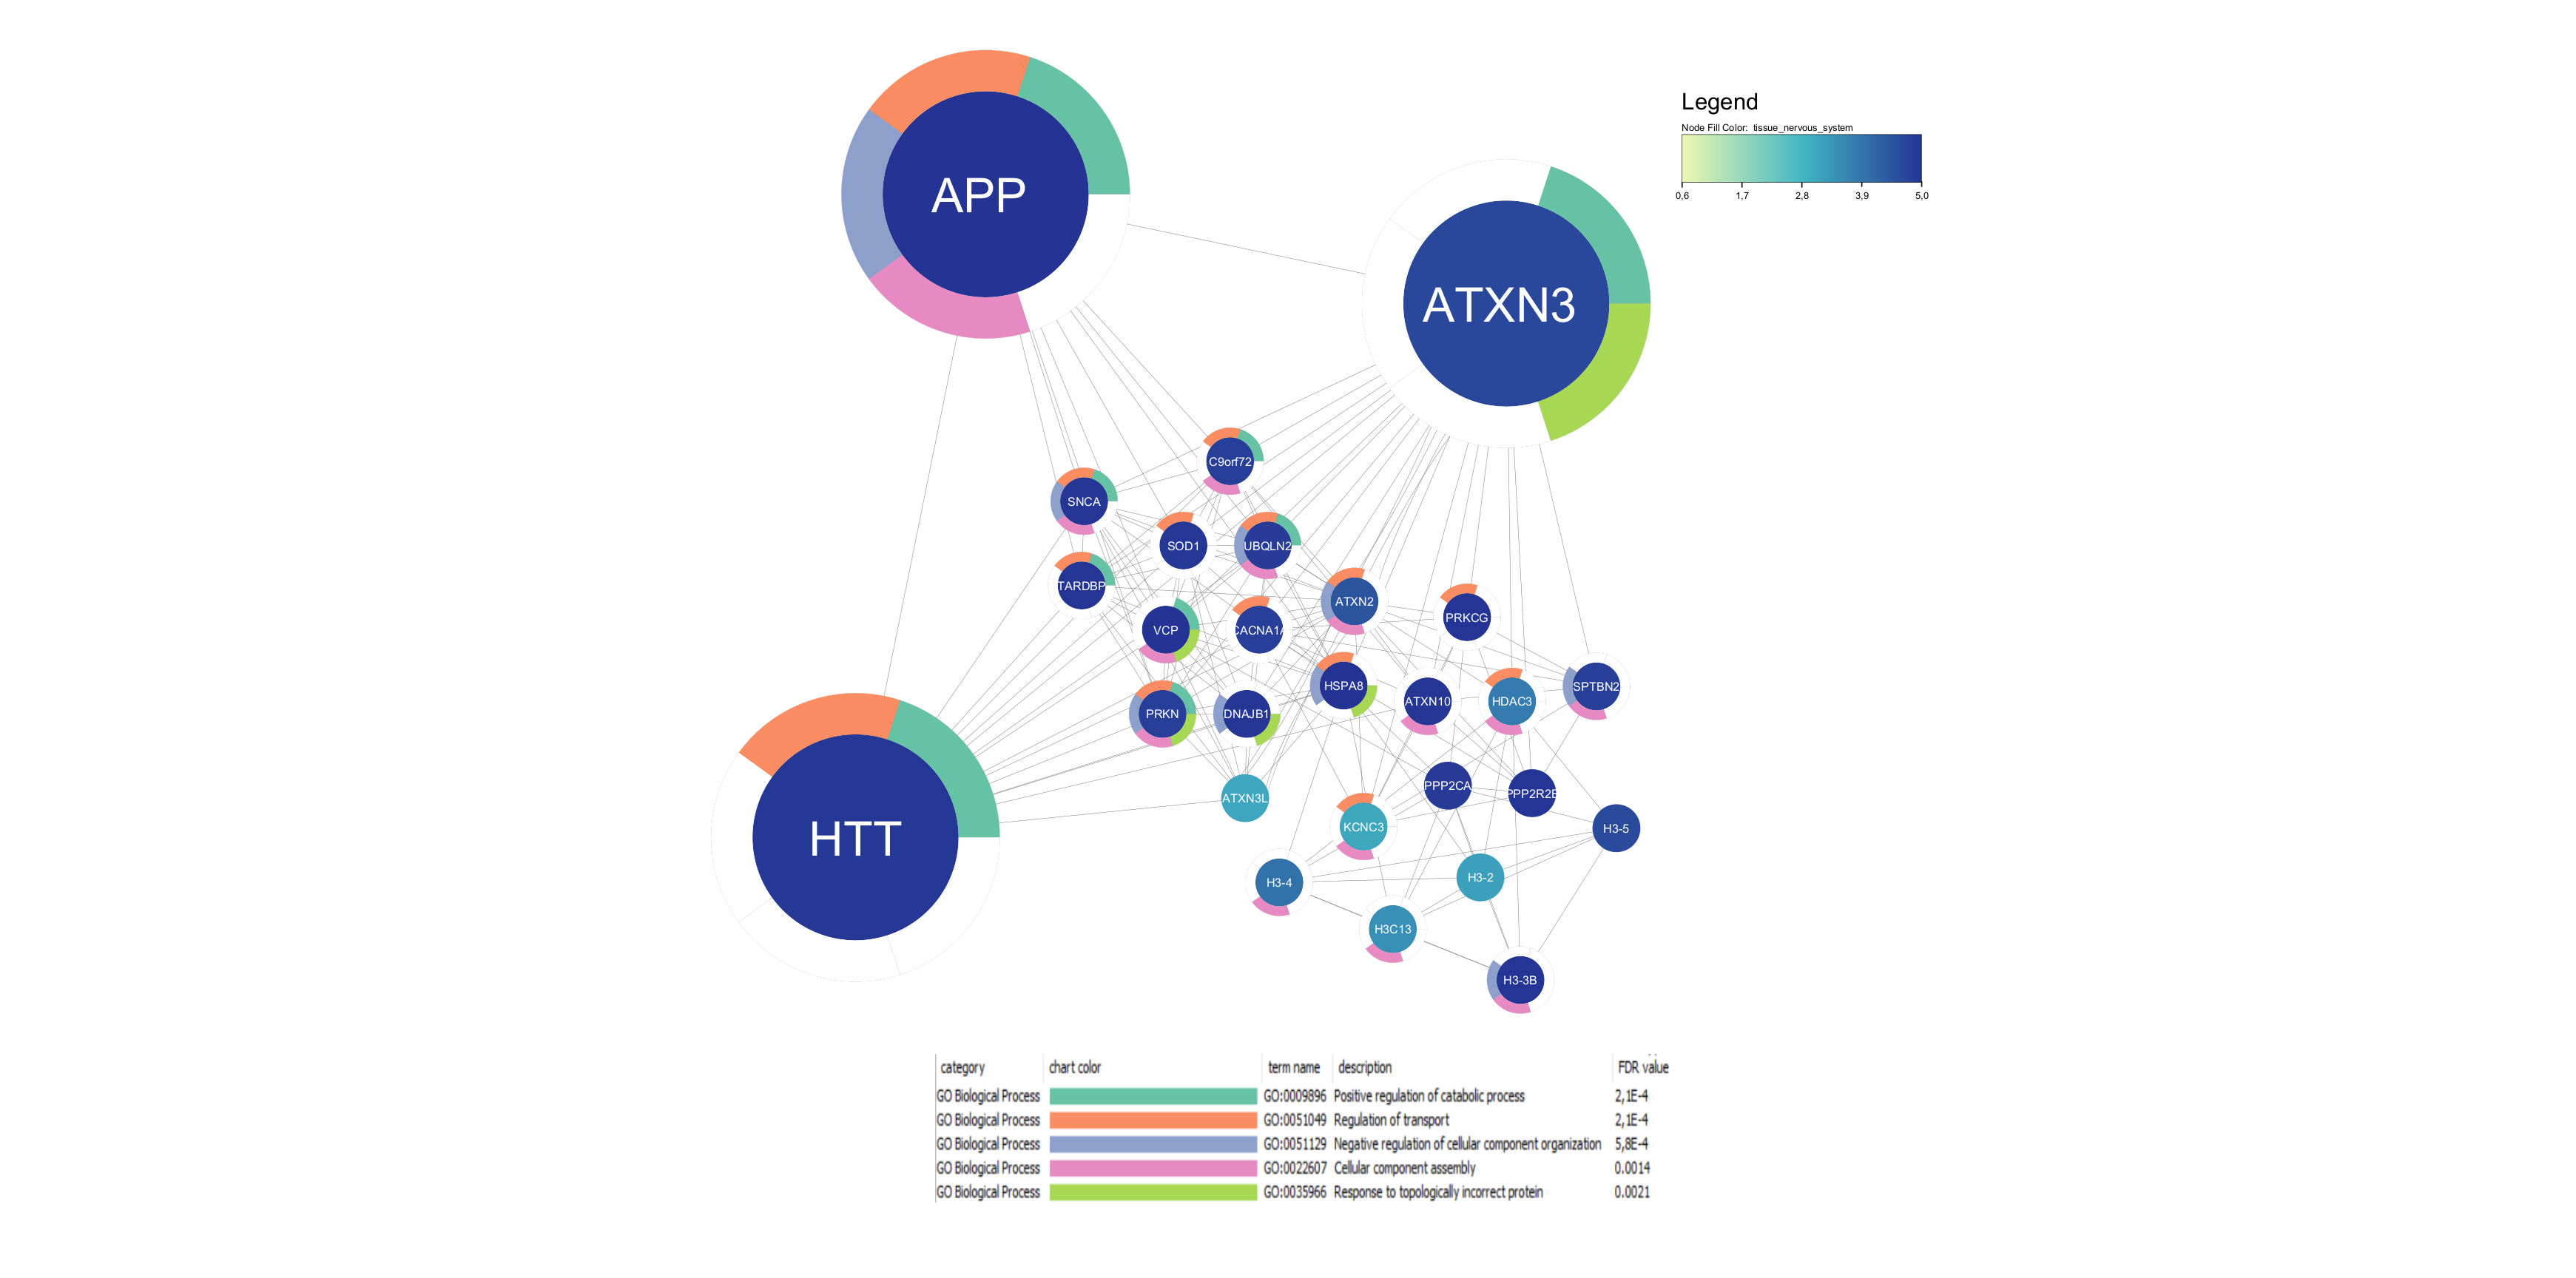 APP
Legend
Node Fill Color: tissue_nervous_system
0,6 1,7 2,8 3,9 5,0
ATXN3
C9orf72
SNCA
SOD1
UBQLN2
TARDBP
ATXN2
PRKCG
VCP
CACNA1A
HSPA8
SPTBN2
ATXN10
HDAC3
PRKN
DNAJB1
PPP2CA
PPP2R2B
ATXN3L
KCNC3
H3-5
HTT
H3-4
H3-2
H3C13
H3-3B
category chart color term name description FDR value
GO Biological Process GO:0009896 Positive regulation of catabolic process 2,1E-4
GO Biological Process GO:0051049 Regulation of transport 2,1E-4
GO Biological Process GO:0051129 Negative regulation of cellular component organization 5,8E-4
GO Biological Process GO:0022607 Cellular component assembly 0.0014
GO Biological Process GO:0035966 Response to topologically incorrect protein 0.0021